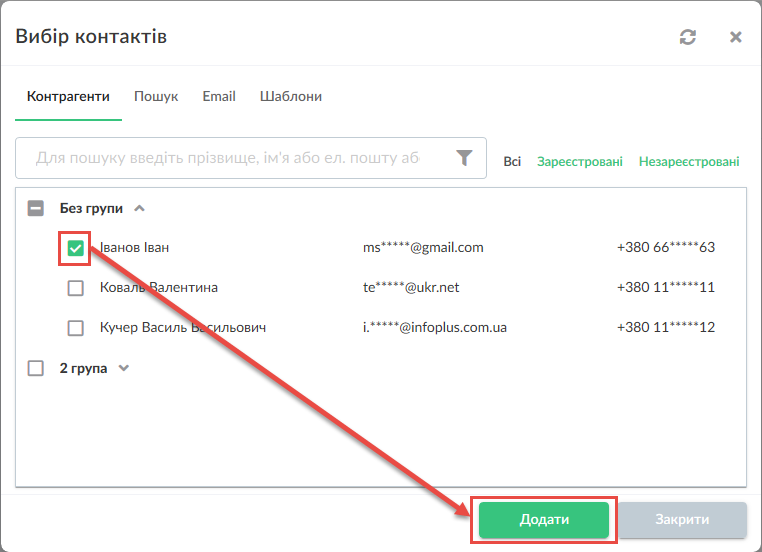 Вибір контактів
Контрагенти Пошук Email Шаблони
Для пошуку введіть прізвище, ім'я або ел. пошту або Всі Зареєстровані Незареєстровані
Без групи
Іванов Іван ms*****@gmail.com +380 66*****63
Коваль Валентина te*****@ukr.net +380 11*****11
Кучер Василь Васильович i.*****@infoplus.com.ua +380 11*****12
2 група
Додати Закрити